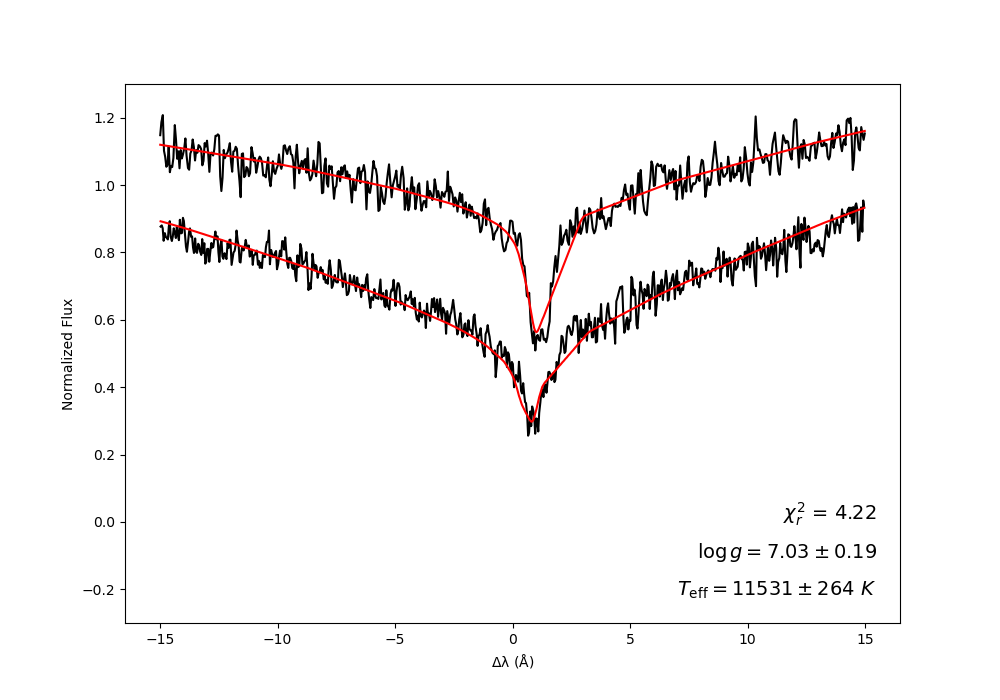 1.2
1.0
0.8
0.6
0.4
0.2
0.0
−0.2
Normalized Flux
χ²ᵣ = 4.22
log g = 7.03 ± 0.19
T_eff = 11531 ± 264 K
−15 −10 −5 0 5 10 15
Δλ (Å)